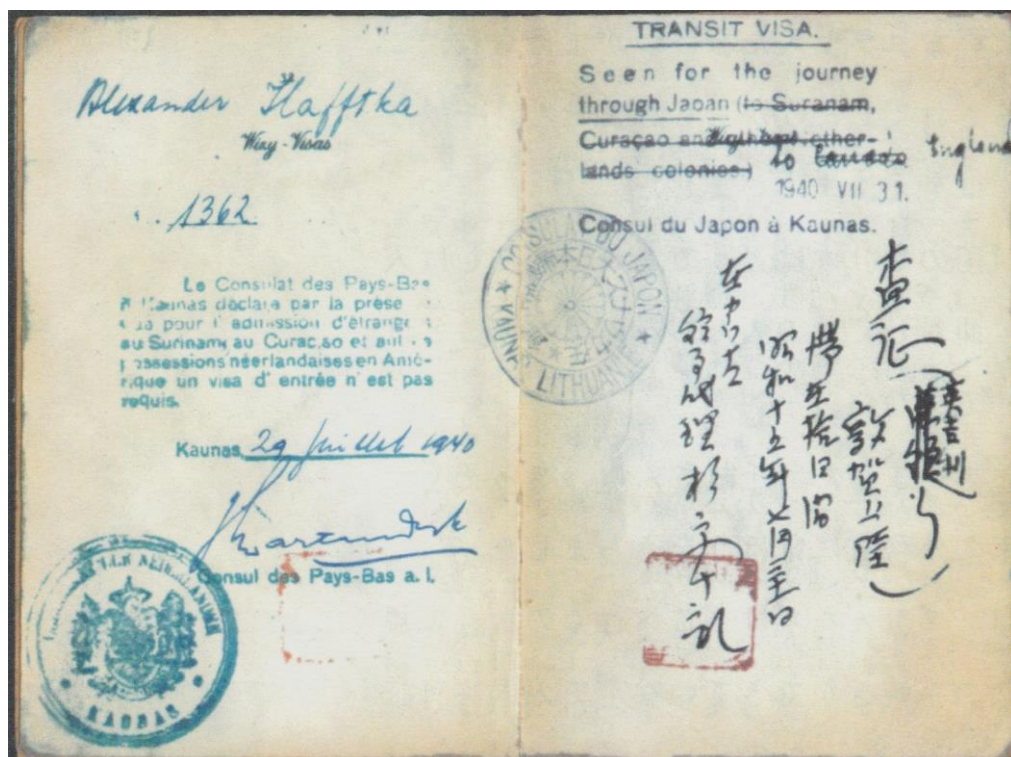 Alexander Hafftka
Wizy - Visas
1362
Le Consulat des Pays-Bas
à Kaunas déclare par la présente
que pour l'admission d'étrangers
au Surinam, au Curaçao et autres
possessions néerlandaises en Amé-
rique un visa d'entrée n'est pas
requis.
Kaunas, 29 Juillet 1940
Consul des Pays-Bas a. i.
KAUNAS
TRANSIT VISA.
Seen for the journey
through Japan (to Suranam,
Curaçao and other Nether-
lands colonies.) to Canada England
1940 VII 31.
Consul du Japon à Kaunas.
CONSULAT DU JAPON
KAUNAS LITHUANIE
査証
敦賀上陸
滞在拾日間
昭和十五年七月三一日
在カウナス
領事代理 杉原千畝